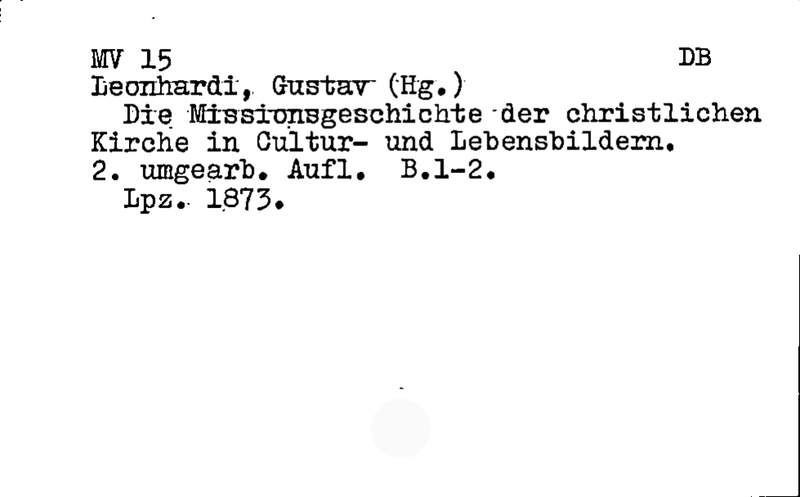 MV 15 DB
Leonhardi, Gustav (Hg.)
Die Missionsgeschichte der christlichen
Kirche in Cultur- und Lebensbildern.
2. umgearb. Aufl. B.1-2.
Lpz. 1873.